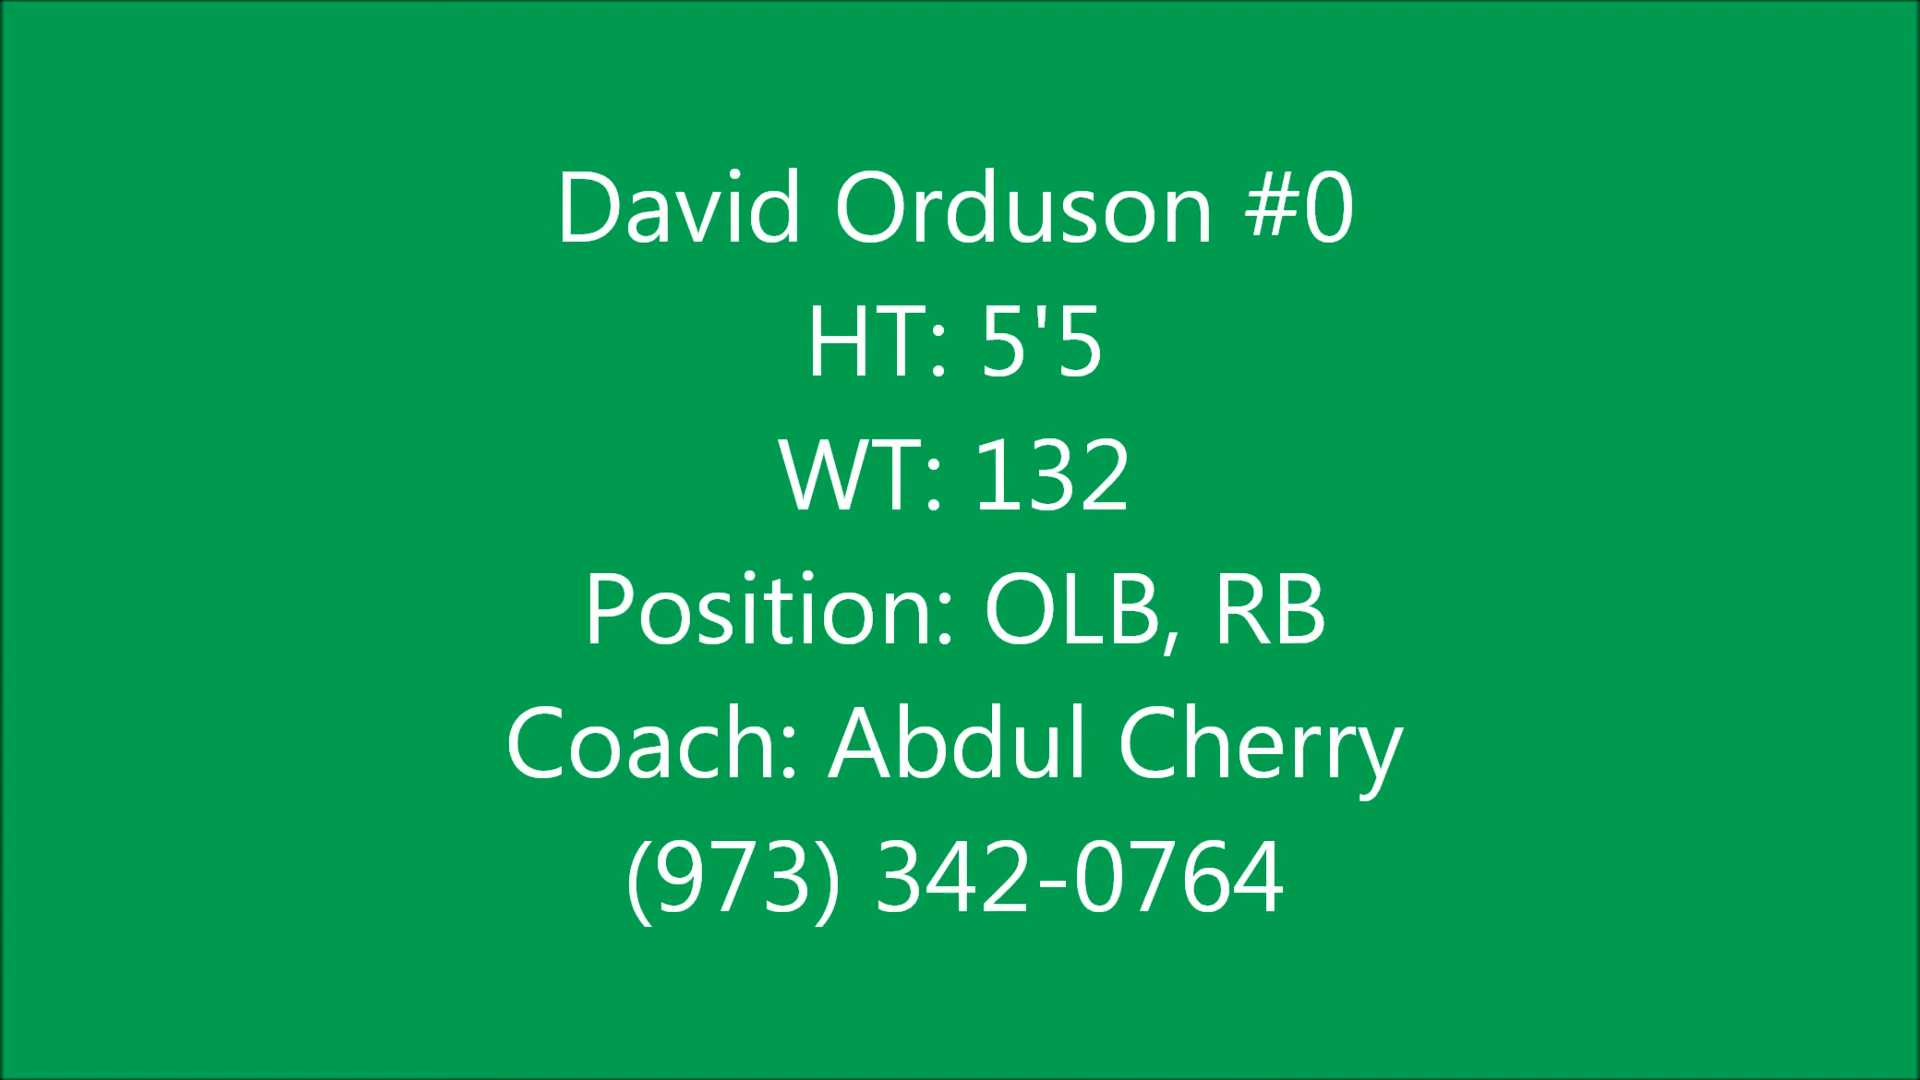 David Orduson #0
HT: 5'5
WT: 132
Position: OLB, RB
Coach: Abdul Cherry
(973) 342-0764